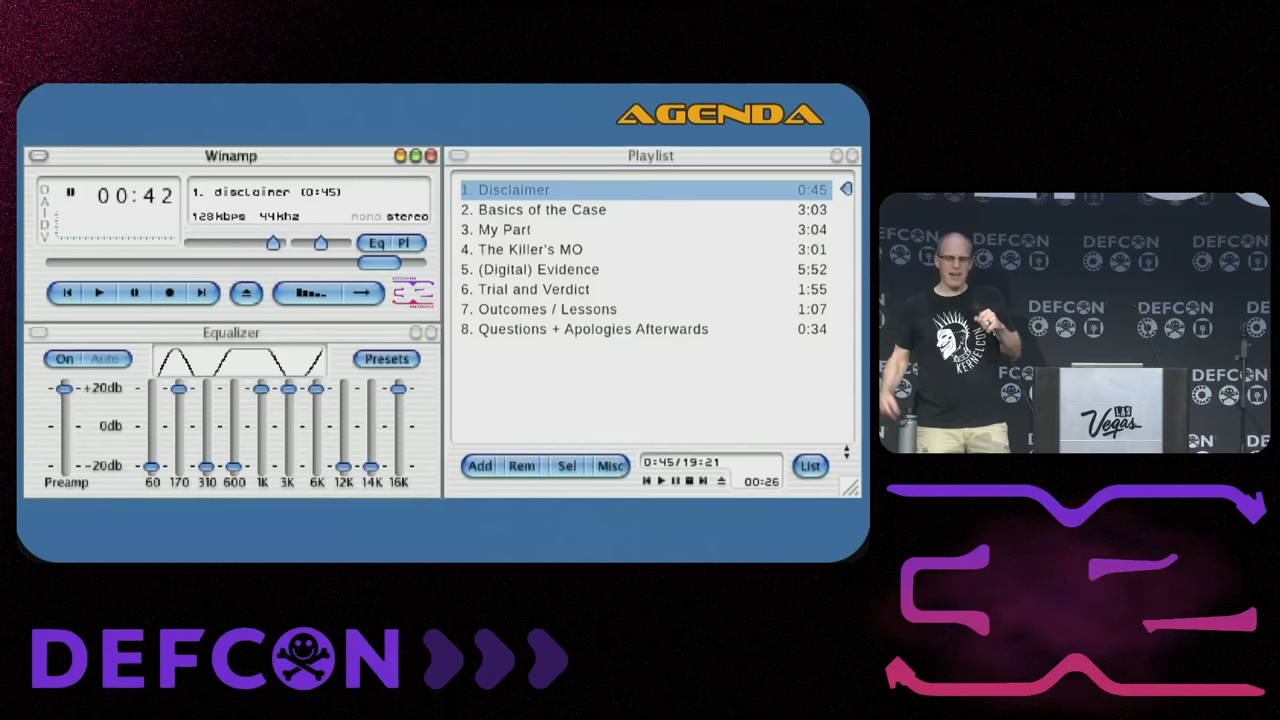 AGENDA
Winamp
O
A
I
D
V
00:42
1. disclaimer (0:45)
128kbps 44khz mono stereo
Eq Pl
Equalizer
On Auto Presets
+20db
0db
-20db
Preamp 60 170 310 600 1K 3K 6K 12K 14K 16K
Playlist
1. Disclaimer 0:45
2. Basics of the Case 3:03
3. My Part 3:04
4. The Killer's MO 3:01
5. (Digital) Evidence 5:52
6. Trial and Verdict 1:55
7. Outcomes / Lessons 1:07
8. Questions + Apologies Afterwards 0:34
Add Rem Sel Misc
0:45/19:21
00:26
List
KERNELCON
DEFCON
DEFCON
DEFCON
LAS
Vegas
DEFCON